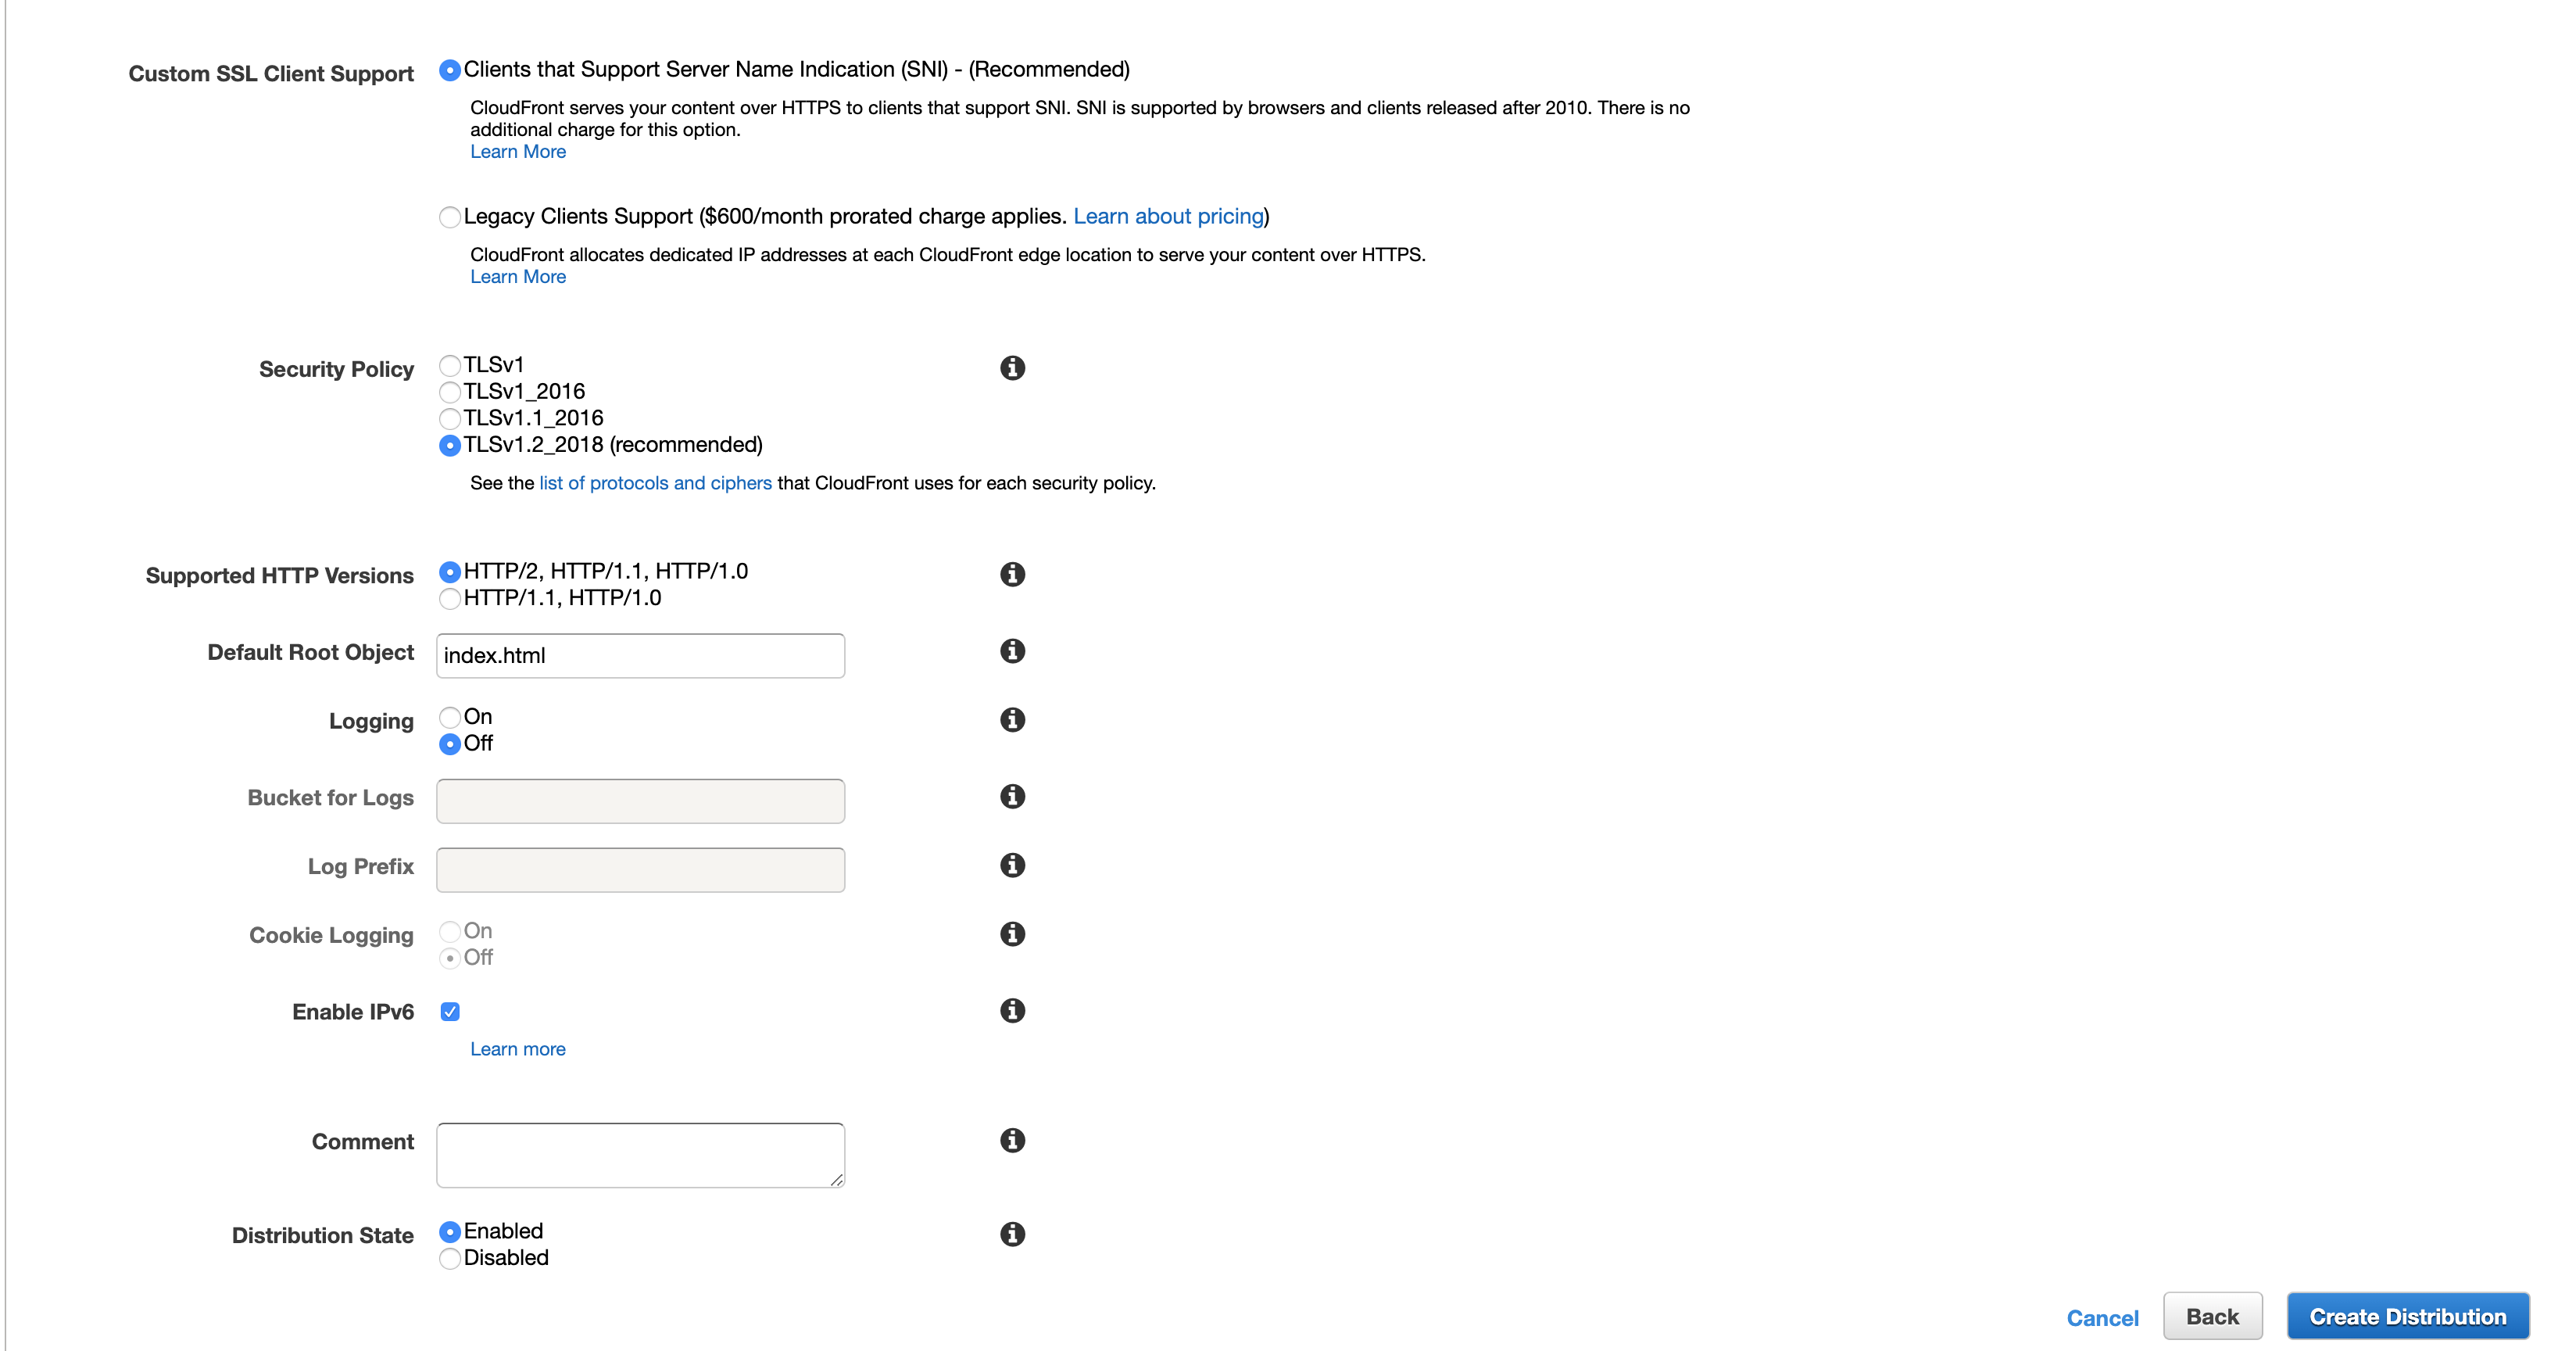 Custom SSL Client Support
Clients that Support Server Name Indication (SNI) - (Recommended)
CloudFront serves your content over HTTPS to clients that support SNI. SNI is supported by browsers and clients released after 2010. There is no
additional charge for this option.
Learn More
Legacy Clients Support ($600/month prorated charge applies. Learn about pricing)
CloudFront allocates dedicated IP addresses at each CloudFront edge location to serve your content over HTTPS.
Learn More
Security Policy
TLSv1
TLSv1_2016
TLSv1.1_2016
TLSv1.2_2018 (recommended)
See the list of protocols and ciphers that CloudFront uses for each security policy.
Supported HTTP Versions
HTTP/2, HTTP/1.1, HTTP/1.0
HTTP/1.1, HTTP/1.0
Default Root Object
index.html
Logging
On
Off
Bucket for Logs
Log Prefix
Cookie Logging
On
Off
Enable IPv6
Learn more
Comment
Distribution State
Enabled
Disabled
Cancel
Back
Create Distribution